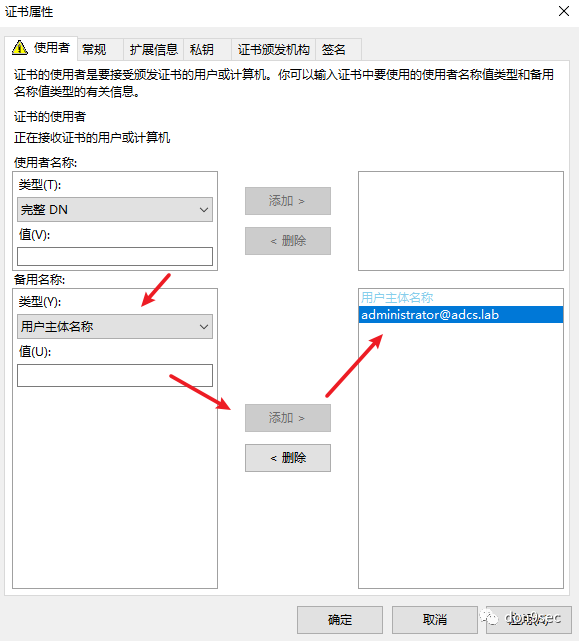 证书属性
使用者 常规 扩展信息 私钥 证书颁发机构 签名
证书的使用者是要接受颁发证书的用户或计算机。你可以输入证书中要使用的使用者名称值类型和备用
名称值类型的有关信息。
证书的使用者
正在接收证书的用户或计算机
使用者名称:
类型(T):
完整 DN
值(V):
添加 >
< 删除
备用名称:
类型(Y):
用户主体名称
值(U):
添加 >
< 删除
用户主体名称
administrator@adcs.lab
确定 取消
don9sec